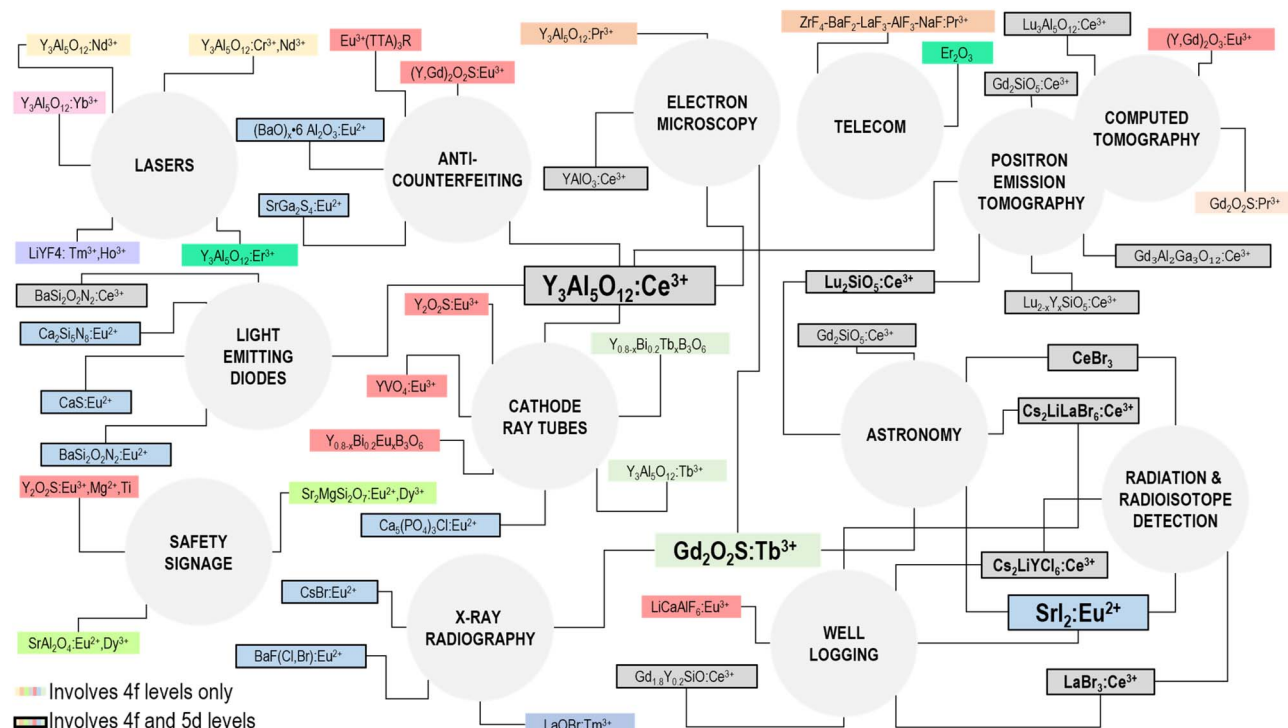 Y₃Al₅O₁₂:Nd³⁺
Y₃Al₅O₁₂:Cr³⁺,Nd³⁺
Eu³⁺(TTA)₃R
Y₃Al₅O₁₂:Pr³⁺
ZrF₄-BaF₂-LaF₃-AlF₃-NaF:Pr³⁺
Lu₃Al₅O₁₂:Ce³⁺
(Y,Gd)₂O₃:Eu³⁺
Er₂O₃
(Y,Gd)₂O₂S:Eu³⁺
Gd₂SiO₅:Ce³⁺
Y₃Al₅O₁₂:Yb³⁺
ELECTRON
MICROSCOPY
TELECOM
COMPUTED
TOMOGRAPHY
(BaO)ₓ•6 Al₂O₃:Eu²⁺
LASERS
ANTI-
COUNTERFEITING
POSITRON
EMISSION
TOMOGRAPHY
YAlO₃:Ce³⁺
SrGa₂S₄:Eu²⁺
Gd₂O₂S:Pr³⁺
LiYF4: Tm³⁺,Ho³⁺
Y₃Al₅O₁₂:Er³⁺
Gd₃Al₂Ga₃O₁₂:Ce³⁺
BaSi₂O₂N₂:Ce³⁺
Y₃Al₅O₁₂:Ce³⁺
Lu₂SiO₅:Ce³⁺
Lu₂₋ₓYₓSiO₅:Ce³⁺
Y₂O₂S:Eu³⁺
Ca₂Si₅N₈:Eu²⁺
LIGHT
EMITTING
DIODES
Y₀.₈₋ₓBi₀.₂TbₓB₃O₆
Gd₂SiO₅:Ce³⁺
CeBr₃
YVO₄:Eu³⁺
CaS:Eu²⁺
CATHODE
RAY TUBES
Cs₂LiLaBr₆:Ce³⁺
ASTRONOMY
Y₀.₈₋ₓBi₀.₂EuₓB₃O₆
BaSi₂O₂N₂:Eu²⁺
Y₃Al₅O₁₂:Tb³⁺
RADIATION &
RADIOISOTOPE
DETECTION
Y₂O₂S:Eu³⁺,Mg²⁺,Ti
Sr₂MgSi₂O₇:Eu²⁺,Dy³⁺
Ca₅(PO₄)₃Cl:Eu²⁺
SAFETY
SIGNAGE
Gd₂O₂S:Tb³⁺
Cs₂LiYCl₆:Ce³⁺
CsBr:Eu²⁺
X-RAY
RADIOGRAPHY
LiCaAlF₆:Eu³⁺
SrI₂:Eu²⁺
WELL
LOGGING
SrAl₂O₄:Eu²⁺,Dy³⁺
BaF(Cl,Br):Eu²⁺
Gd₁.₈Y₀.₂SiO:Ce³⁺
LaBr₃:Ce³⁺
Involves 4f levels only
Involves 4f and 5d levels
LaOBr:Tm³⁺